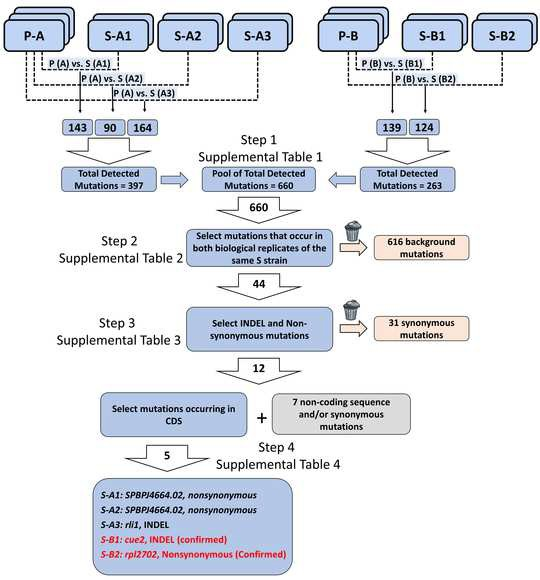 P-A
S-A1
S-A2
S-A3
P-B
S-B1
S-B2
P (A) vs. S (A1)
P (A) vs. S (A2)
P (A) vs. S (A3)
P (B) vs. S (B1)
P (B) vs. S (B2)
143
90
164
139
124
Step 1
Supplemental Table 1
Total Detected
Mutations = 397
Pool of Total Detected
Mutations = 660
Total Detected
Mutations = 263
660
Step 2
Supplemental Table 2
Select mutations that occur in
both biological replicates of the
same S strain
616 background
mutations
44
Step 3
Supplemental Table 3
Select INDEL and Non-
synonymous mutations
31 synonymous
mutations
12
Select mutations occurring in
CDS
+
7 non-coding sequence
and/or synonymous
mutations
5
Step 4
Supplemental Table 4
S-A1: SPBPJ4664.02, nonsynonymous
S-A2: SPBPJ4664.02, nonsynonymous
S-A3: rli1, INDEL
S-B1: cue2, INDEL (confirmed)
S-B2: rpl2702, Nonsynonymous (Confirmed)